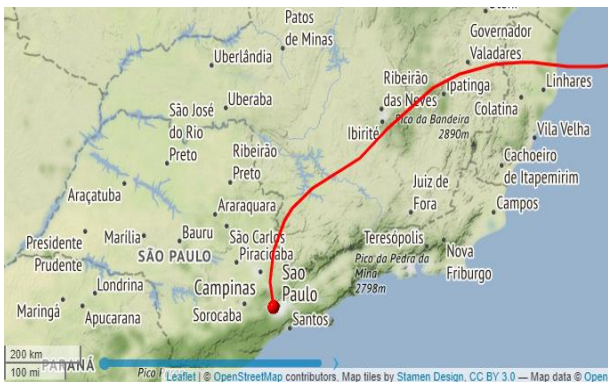 Patos
de Minas
Governador
Valadares
Uberlândia
Ribeirão
das Neves
Ipatinga
Linhares
Colatina
Uberaba
São José
do Rio
Preto
Ibirité
Pico da Bandeira
2890m
Vila Velha
Ribeirão
Preto
Cachoeiro
de Itapemirim
Araçatuba
Juiz de
Fora
Campos
Araraquara
Presidente
Prudente
Marília
Bauru
São Carlos
SÃO PAULO
Piracicaba
Teresópolis
Nova
Friburgo
Pico da Pedra da
Mina
2798m
Sao
Paulo
Londrina
Campinas
Maringá
Apucarana
Sorocaba
Santos
200 km
100 mi
PARANÁ
Leaflet | © OpenStreetMap contributors, Map tiles by Stamen Design, CC BY 3.0 — Map data © Open